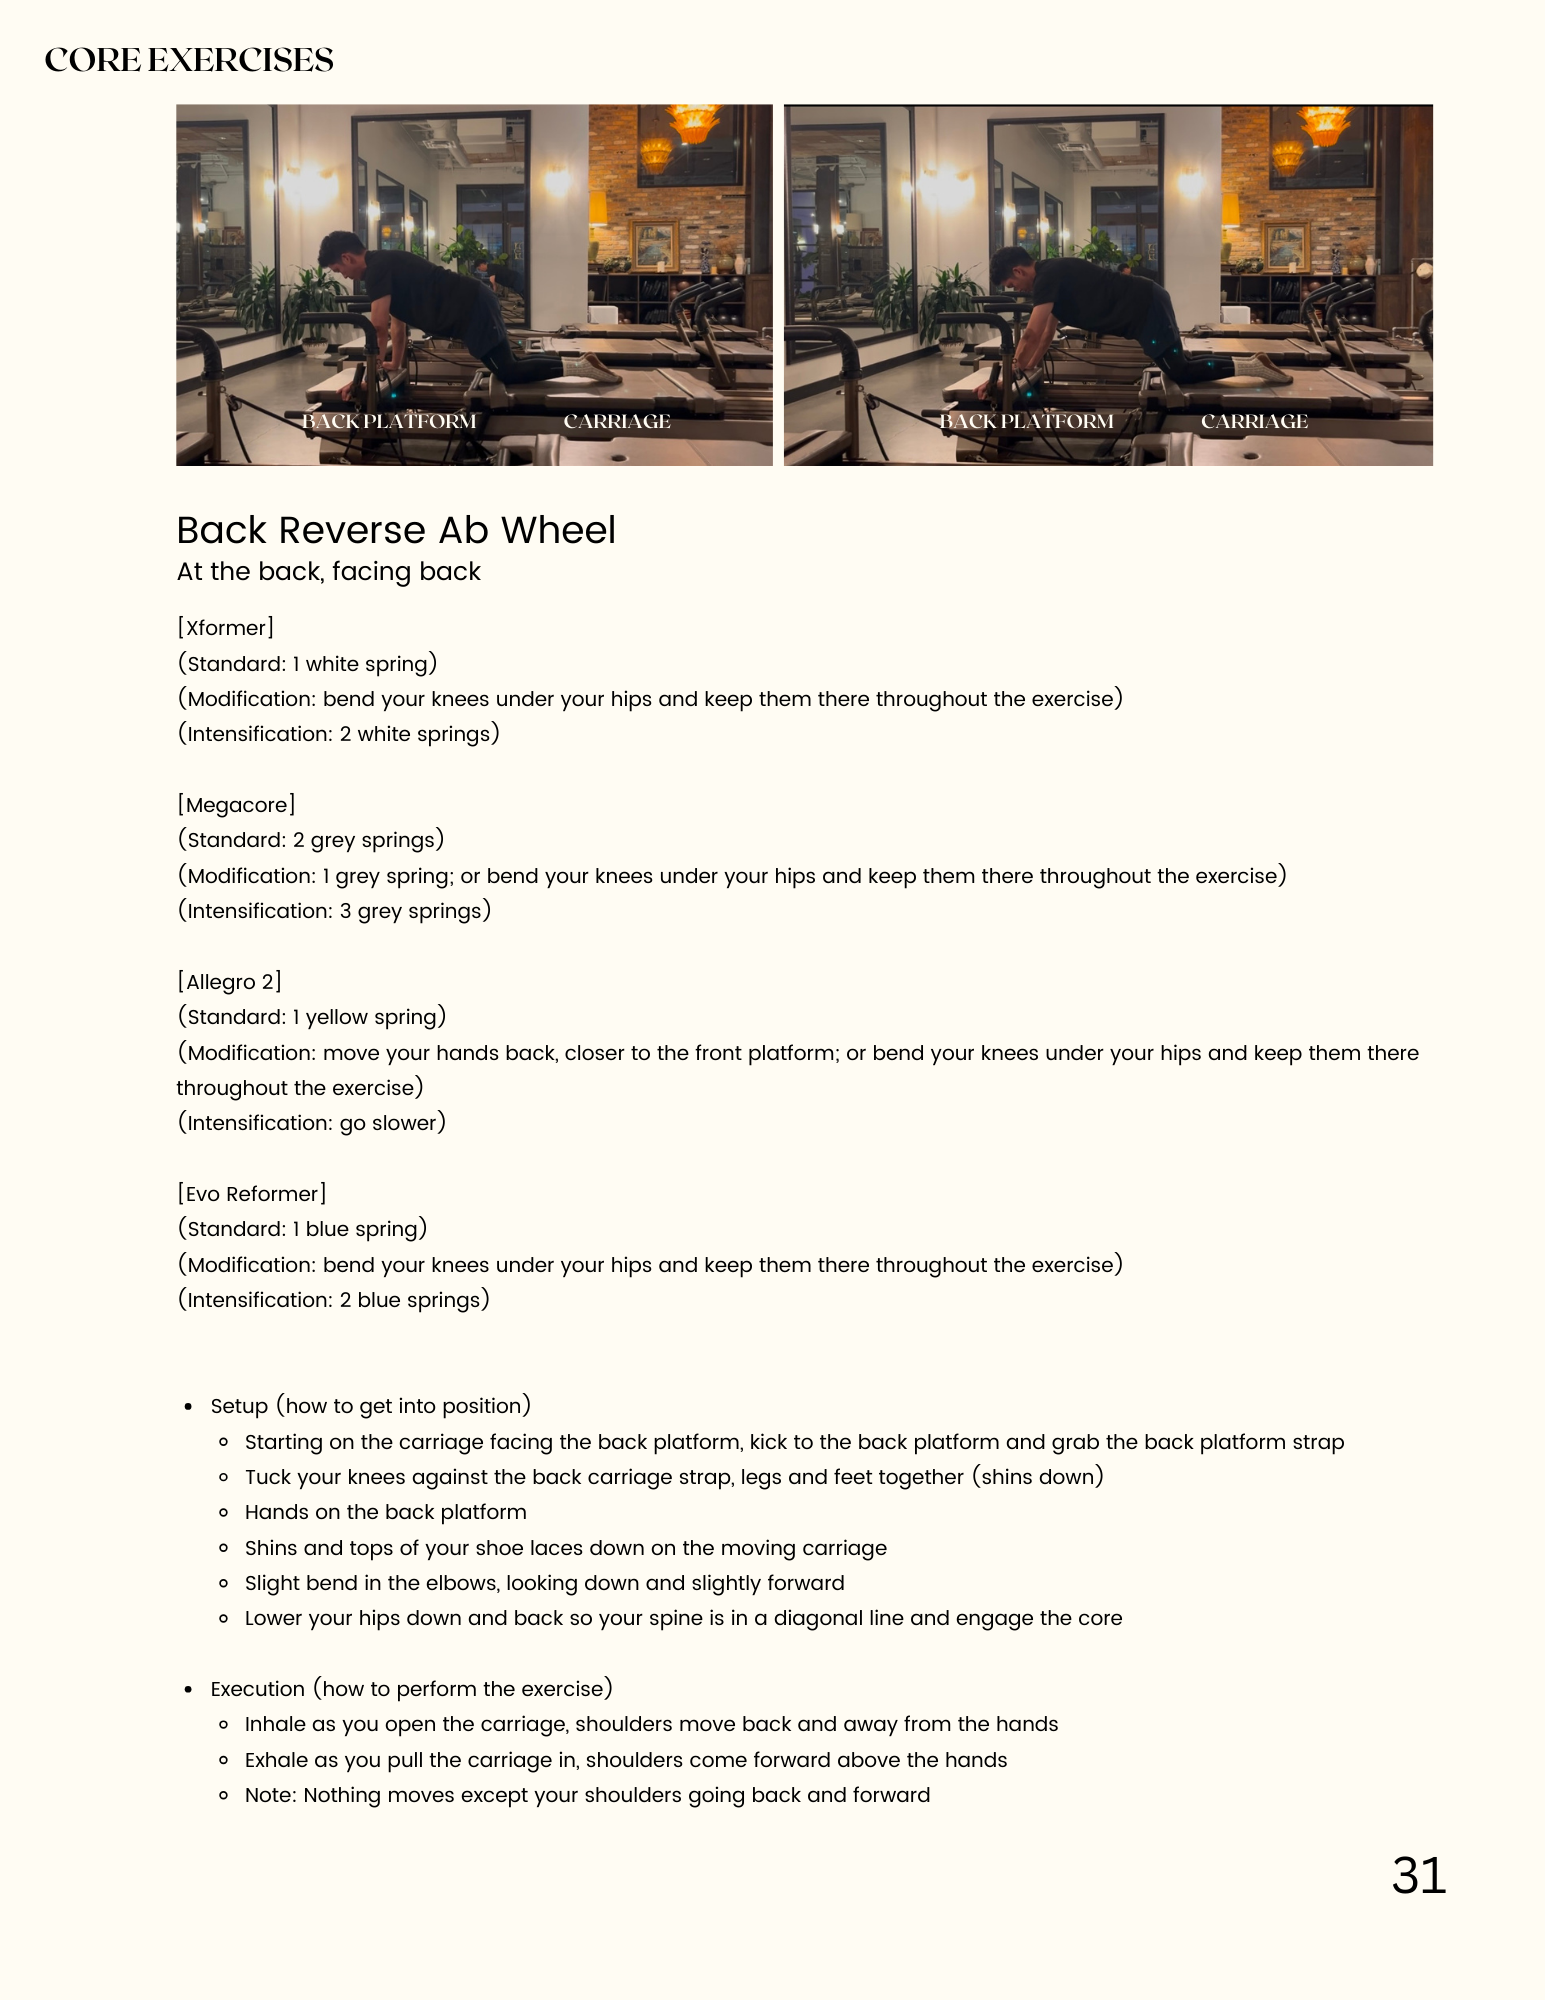 CORE EXERCISES
BACK PLATFORM
CARRIAGE
BACK PLATFORM
CARRIAGE
Back Reverse Ab Wheel
At the back, facing back
[Xformer]
(Standard: 1 white spring)
(Modification: bend your knees under your hips and keep them there throughout the exercise)
(Intensification: 2 white springs)
[Megacore]
(Standard: 2 grey springs)
(Modification: 1 grey spring; or bend your knees under your hips and keep them there throughout the exercise)
(Intensification: 3 grey springs)
[Allegro 2]
(Standard: 1 yellow spring)
(Modification: move your hands back, closer to the front platform; or bend your knees under your hips and keep them there
throughout the exercise)
(Intensification: go slower)
[Evo Reformer]
(Standard: 1 blue spring)
(Modification: bend your knees under your hips and keep them there throughout the exercise)
(Intensification: 2 blue springs)
• Setup (how to get into position)
◦ Starting on the carriage facing the back platform, kick to the back platform and grab the back platform strap
◦ Tuck your knees against the back carriage strap, legs and feet together (shins down)
◦ Hands on the back platform
◦ Shins and tops of your shoe laces down on the moving carriage
◦ Slight bend in the elbows, looking down and slightly forward
◦ Lower your hips down and back so your spine is in a diagonal line and engage the core
• Execution (how to perform the exercise)
◦ Inhale as you open the carriage, shoulders move back and away from the hands
◦ Exhale as you pull the carriage in, shoulders come forward above the hands
◦ Note: Nothing moves except your shoulders going back and forward
31